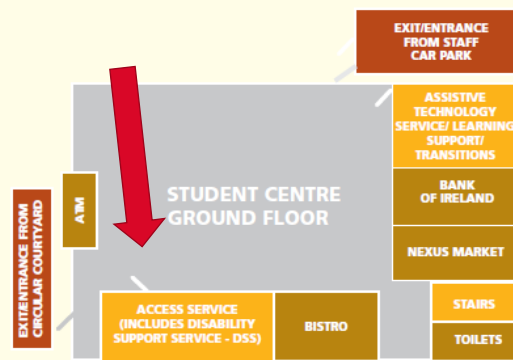 EXIT/ENTRANCE
FROM STAFF
CAR PARK
ASSISTIVE
TECHNOLOGY
SERVICE/ LEARNING
SUPPORT/
TRANSITIONS
BANK
OF IRELAND
NEXUS MARKET
STAIRS
TOILETS
STUDENT CENTRE
GROUND FLOOR
ATM
EXIT/ENTRANCE FROM
CIRCULAR COURTYARD
ACCESS SERVICE
(INCLUDES DISABILITY
SUPPORT SERVICE - DSS)
BISTRO